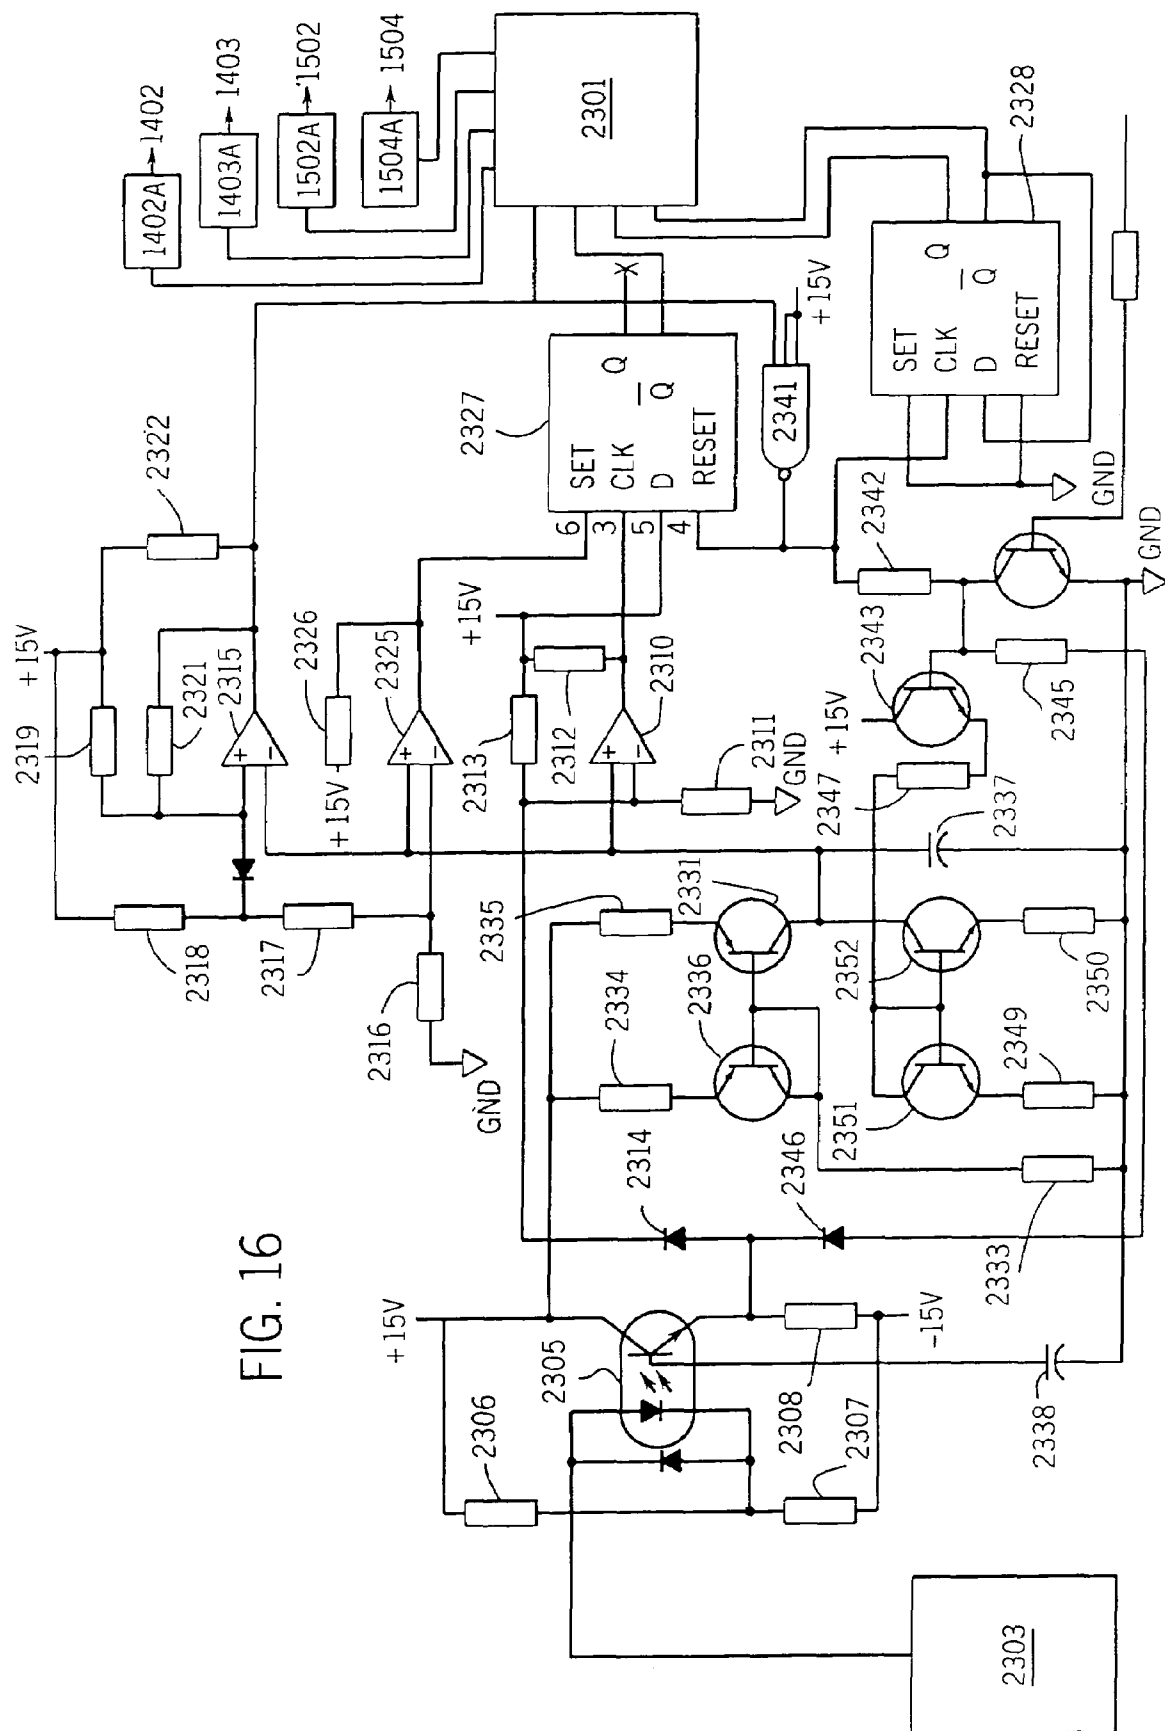 +15V
2319
1402A
1402
2322
2321
2318
1403A
1403
2315
+
−
FIG. 16
2317
1502A
1502
2326
+15V
2325
+
−
1504A
1504
2316
GND
+15V
2306
2327
+15V
2313
2305
2335
2312
2310
+
−
SET
CLK
D
RESET
Q
Q
6
3
5
4
X
2301
2334
2314
2331
2336
2311
GND
2341
+15V
2346
2308
2307
2347
+15V
2343
2342
2352
2351
-15V
2337
SET
CLK
D
RESET
Q
Q
2328
2333
2349
2350
2345
2338
GND
GND
2303